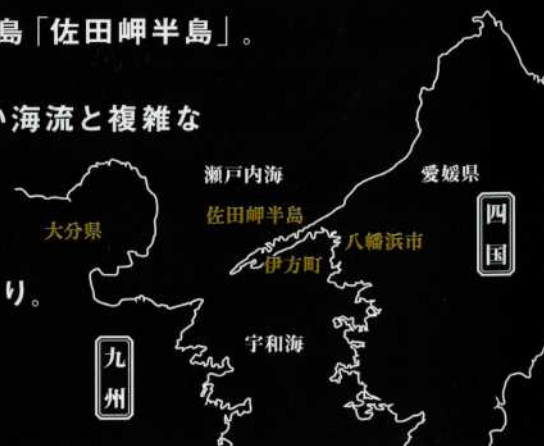 島「佐田岬半島」。
い海流と複雑な
瀬戸内海
愛媛県
佐田岬半島
四国
大分県
八幡浜市
伊方町
り。
宇和海
九州